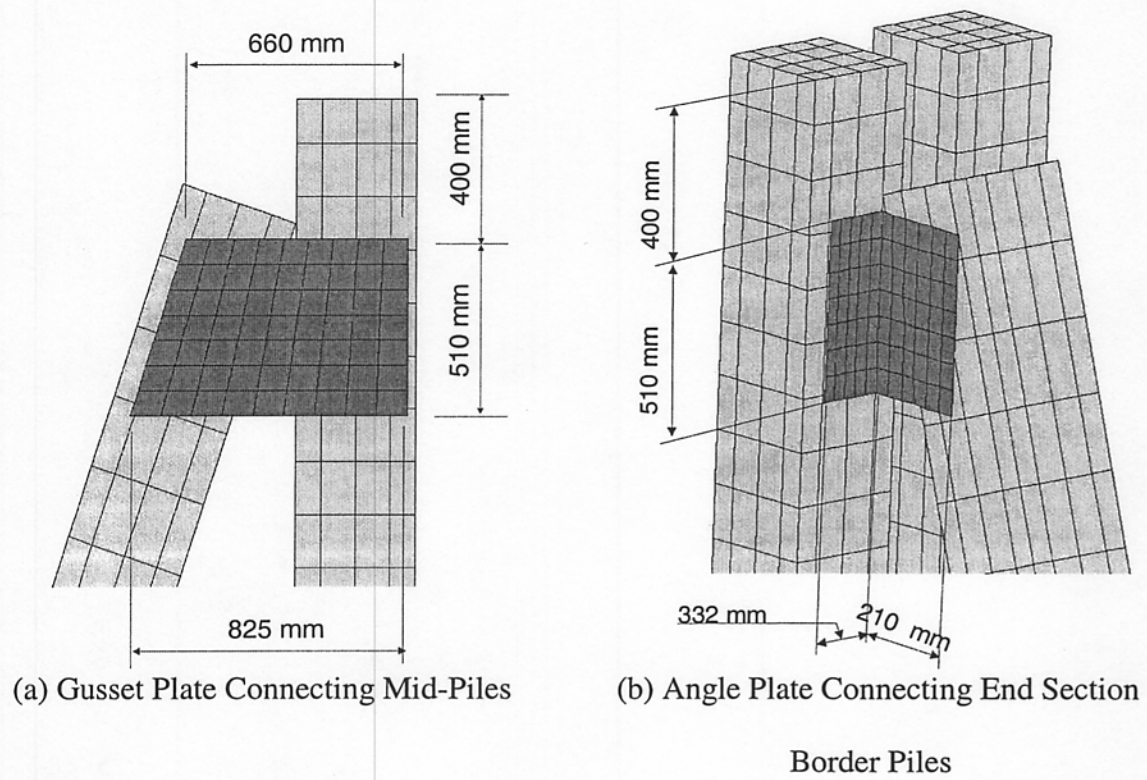 660 mm
400 mm
510 mm
825 mm
(a) Gusset Plate Connecting Mid-Piles
400 mm
510 mm
332 mm
210 mm
(b) Angle Plate Connecting End Section
Border Piles